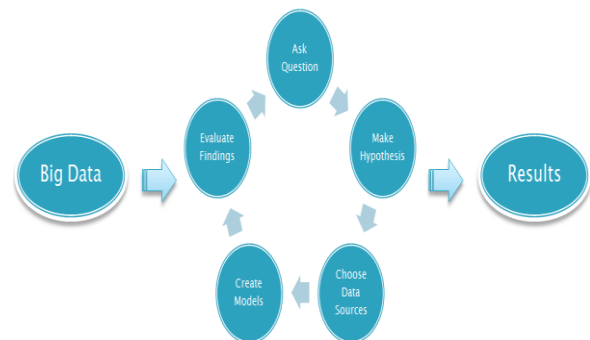 Ask
Question
Big Data
Evaluate
Findings
Make
Hypothesis
Results
Create
Models
Choose
Data
Sources